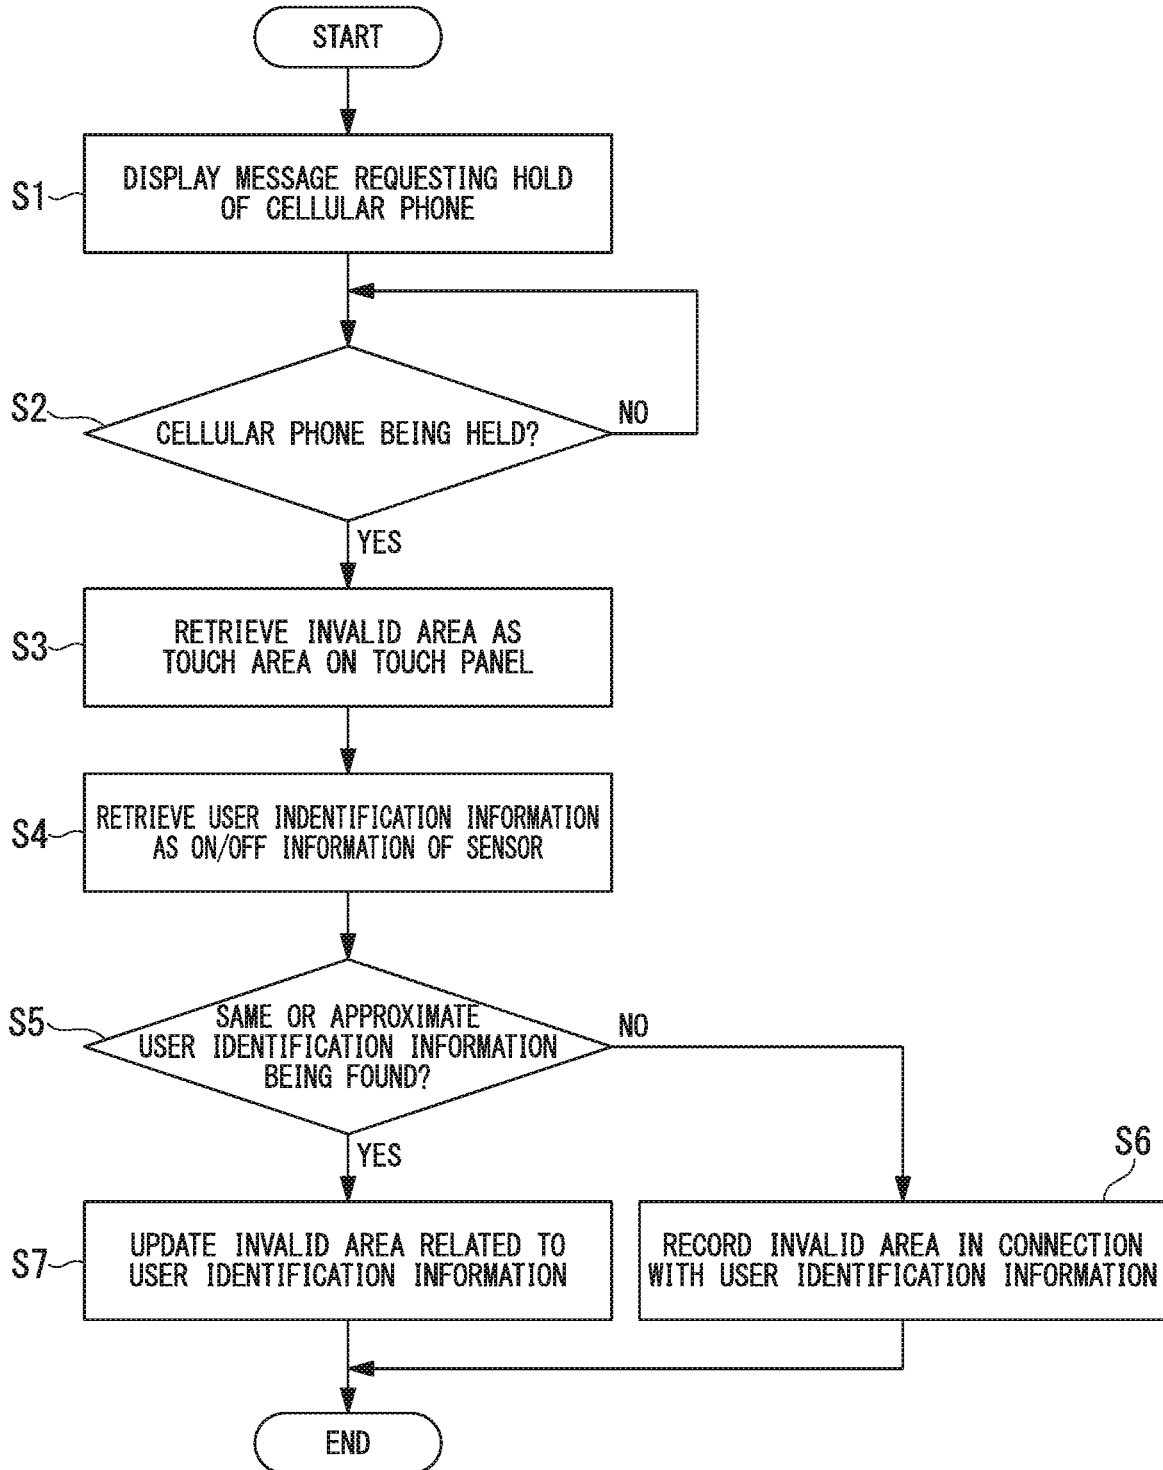 START
S1
DISPLAY MESSAGE REQUESTING HOLD
OF CELLULAR PHONE
S2
CELLULAR PHONE BEING HELD?
NO
YES
S3
RETRIEVE INVALID AREA AS
TOUCH AREA ON TOUCH PANEL
S4
RETRIEVE USER INDENTIFICATION INFORMATION
AS ON/OFF INFORMATION OF SENSOR
S5
SAME OR APPROXIMATE
USER IDENTIFICATION INFORMATION
BEING FOUND?
NO
YES
S6
S7
UPDATE INVALID AREA RELATED TO
USER IDENTIFICATION INFORMATION
RECORD INVALID AREA IN CONNECTION
WITH USER IDENTIFICATION INFORMATION
END